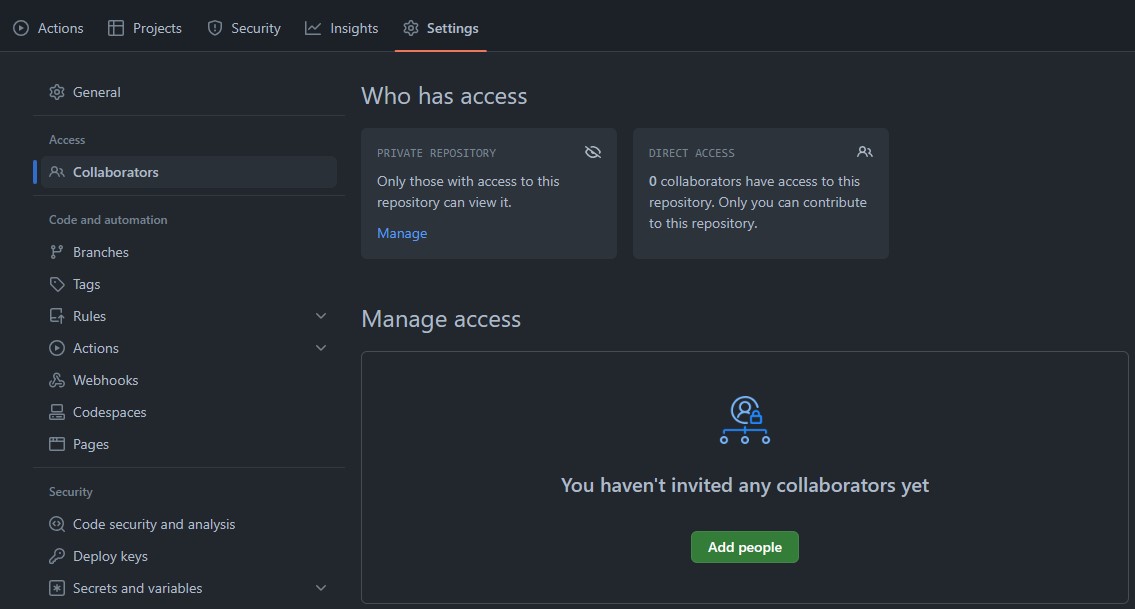 Actions
Projects
Security
Insights
Settings
General
Access
Collaborators
Code and automation
Branches
Tags
Rules
Actions
Webhooks
Codespaces
Pages
Security
Code security and analysis
Deploy keys
Secrets and variables
Who has access
PRIVATE REPOSITORY
Only those with access to this
repository can view it.
Manage
DIRECT ACCESS
0 collaborators have access to this
repository. Only you can contribute
to this repository.
Manage access
You haven't invited any collaborators yet
Add people